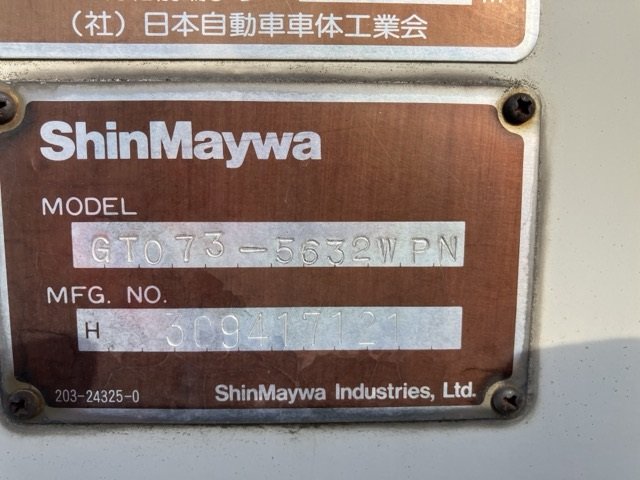 (社)日本自動車車体工業会
ShinMaywa
MODEL
GT073-5632WPN
MFG. NO.
H 309417121
203-24325-0 ShinMaywa Industries, Ltd.